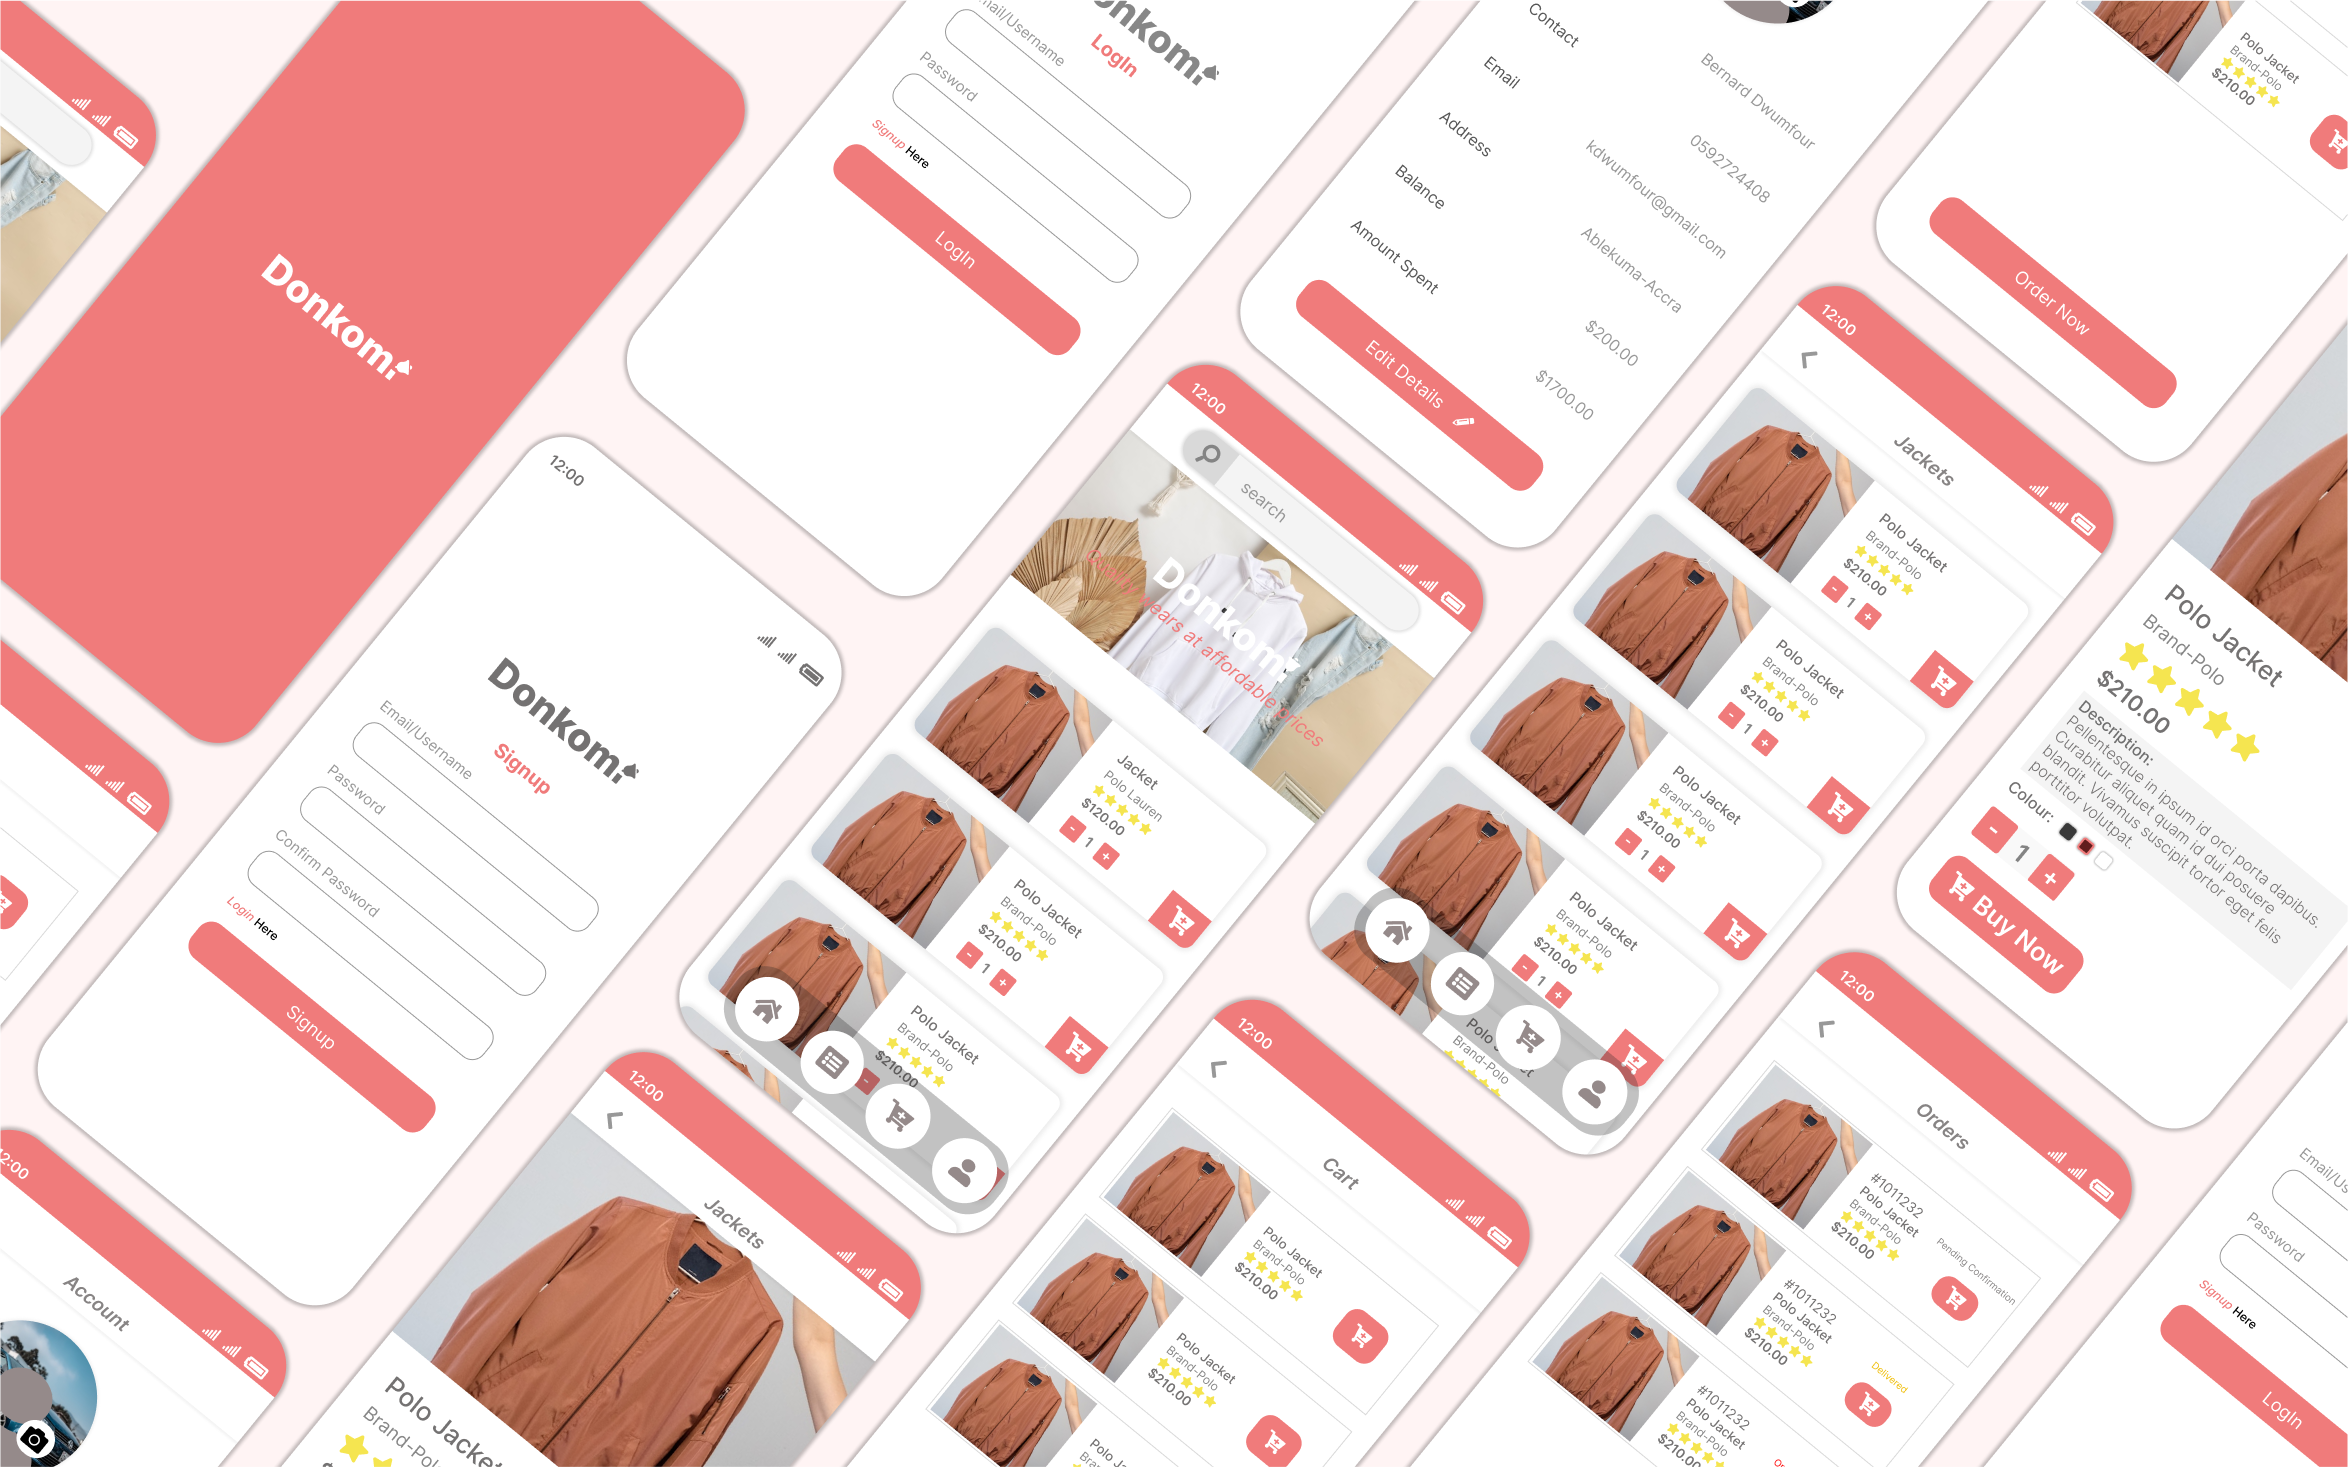 Donkomi
Email/Username
Password
Signup Here
LogIn
Donkomi
LogIn
Contact
Email
Address
Balance
Amount Spent
Bernard Dwumfour
0592724408
kdwumfour@gmail.com
Ablekuma-Accra
$200.00
$1700.00
Edit Details
Polo Jacket
Brand-Polo
$210.00
Order Now
12:00
Donkomi
Signup
Email/Username
Password
Confirm Password
Login Here
Signup
12:00
search
Donkomi
Quality wears at affordable prices
Jacket
Polo Lauren
$120.00
- 1 +
Polo Jacket
Brand-Polo
$210.00
- 1 +
Polo Jacket
Brand-Polo
$210.00
-
12:00
Jackets
Polo Jacket
Brand-Polo
$210.00
- 1 +
Polo Jacket
Brand-Polo
$210.00
- 1 +
Polo Jacket
Brand-Polo
$210.00
- 1 +
Polo Jacket
Brand-Polo
$210.00
- 1 +
Brand-Polo
Polo Jacket
Brand-Polo
$210.00
Description:
Pellentesque in ipsum id orci porta dapibus.
Curabitur aliquet quam id dui posuere
blandit. Vivamus suscipit tortor eget felis
porttitor volutpat.
Colour:
- 1 +
Buy Now
12:00
Account
12:00
Jackets
Polo Jacket
Brand-Polo
12:00
Cart
Polo Jacket
Brand-Polo
$210.00
Polo Jacket
Brand-Polo
$210.00
Polo Jacket
Brand-Polo
12:00
Orders
#1011232
Polo Jacket
Brand-Polo
$210.00
Pending Confirmation
#1011232
Polo Jacket
Brand-Polo
$210.00
Delivered
#1011232
Polo Jacket
Brand-Polo
$210.00
Password
Signup Here
LogIn